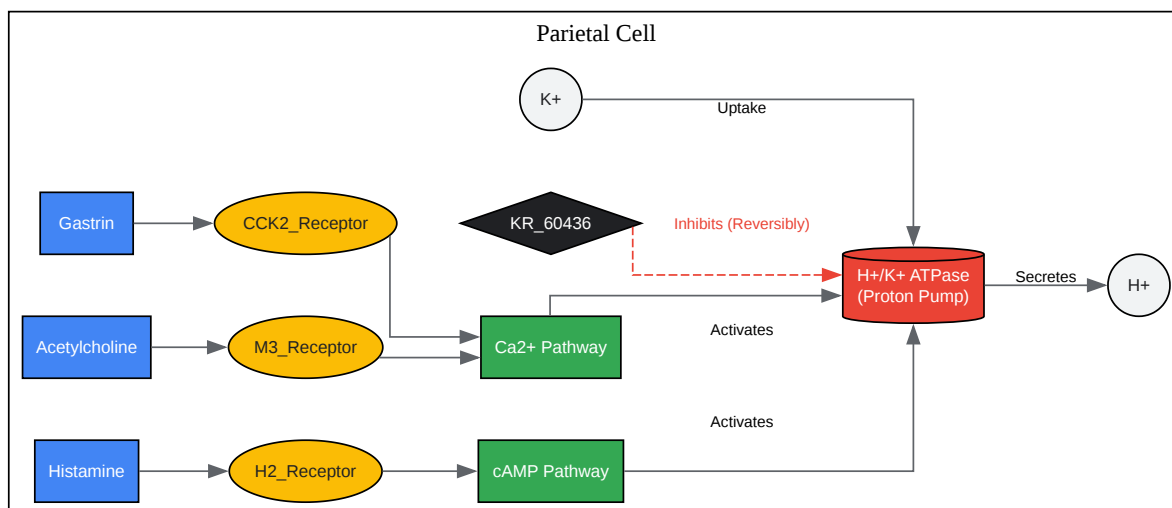 Parietal Cell
K+
Uptake
Gastrin
CCK2_Receptor
KR_60436
Inhibits (Reversibly)
H+/K+ ATPase
(Proton Pump)
Secretes
H+
Acetylcholine
M3_Receptor
Ca2+ Pathway
Activates
Activates
Histamine
H2_Receptor
cAMP Pathway